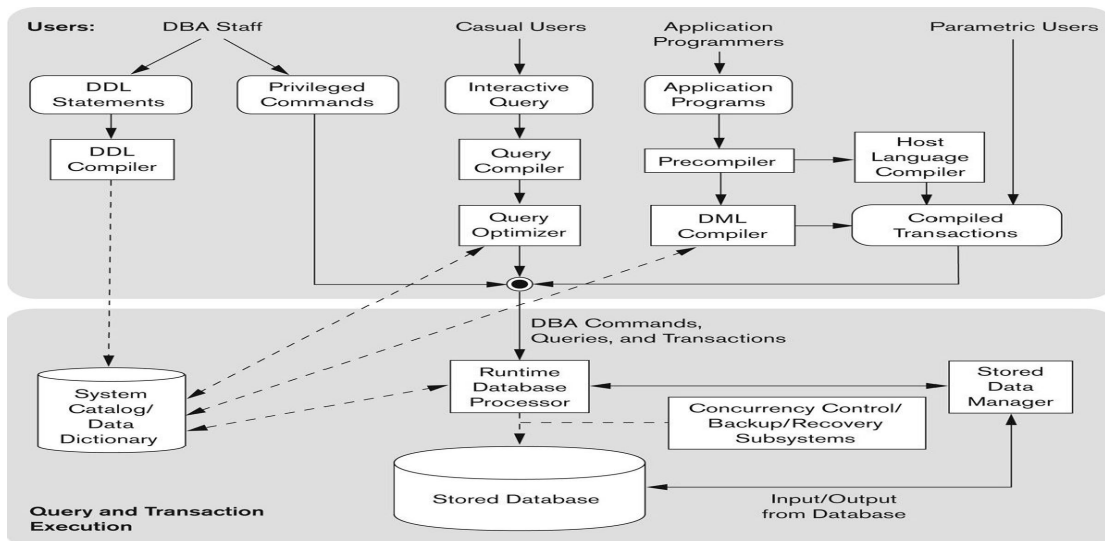 Users:
DBA Staff
Casual Users
Application
Programmers
Parametric Users
DDL
Statements
Privileged
Commands
Interactive
Query
Application
Programs
DDL
Compiler
Query
Compiler
Precompiler
Host
Language
Compiler
Query
Optimizer
DML
Compiler
Compiled
Transactions
DBA Commands,
Queries, and Transactions
System
Catalog/
Data
Dictionary
Runtime
Database
Processor
Stored
Data
Manager
Concurrency Control/
Backup/Recovery
Subsystems
Stored Database
Input/Output
from Database
Query and Transaction
Execution